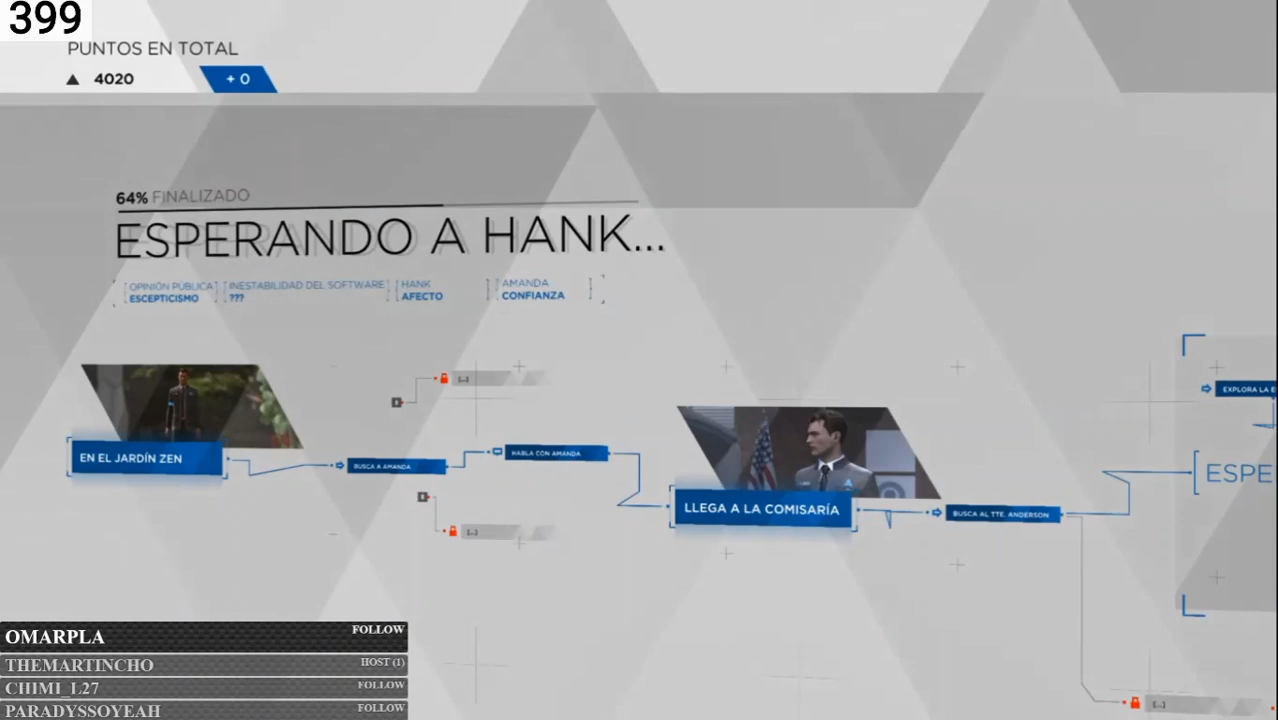 399
PUNTOS EN TOTAL
4020
+ 0
64% FINALIZADO
ESPERANDO A HANK...
OPINIÓN PÚBLICA
ESCEPTICISMO
INESTABILIDAD DEL SOFTWARE
???
HANK
AFECTO
AMANDA
CONFIANZA
[...]
EN EL JARDÍN ZEN
BUSCA A AMANDA
HABLA CON AMANDA
[...]
LLEGA A LA COMISARÍA
BUSCA AL TTE. ANDERSON
EXPLORA LA
ESPE
[...]
OMARPLA FOLLOW
THEMARTINCHO HOST (1)
CHIMI_L27 FOLLOW
PARADYSSOYEAH FOLLOW